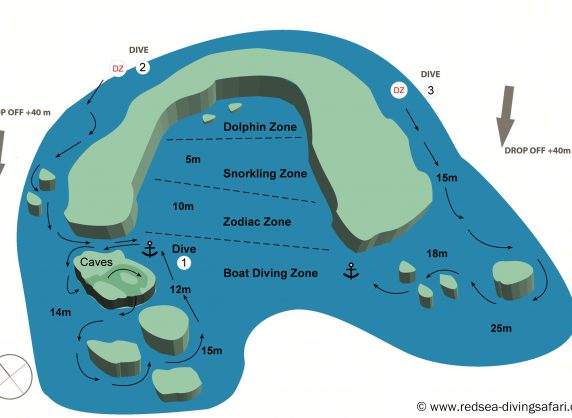 DIVE
DZ 2
DIVE
DZ 3
OP OFF +40 m
DROP OFF +40m
Dolphin Zone
5m
15m
Snorkling Zone
10m
Zodiac Zone
Dive
1
18m
Caves
Boat Diving Zone
12m
14m
25m
15m
© www.redsea-divingsafari.c